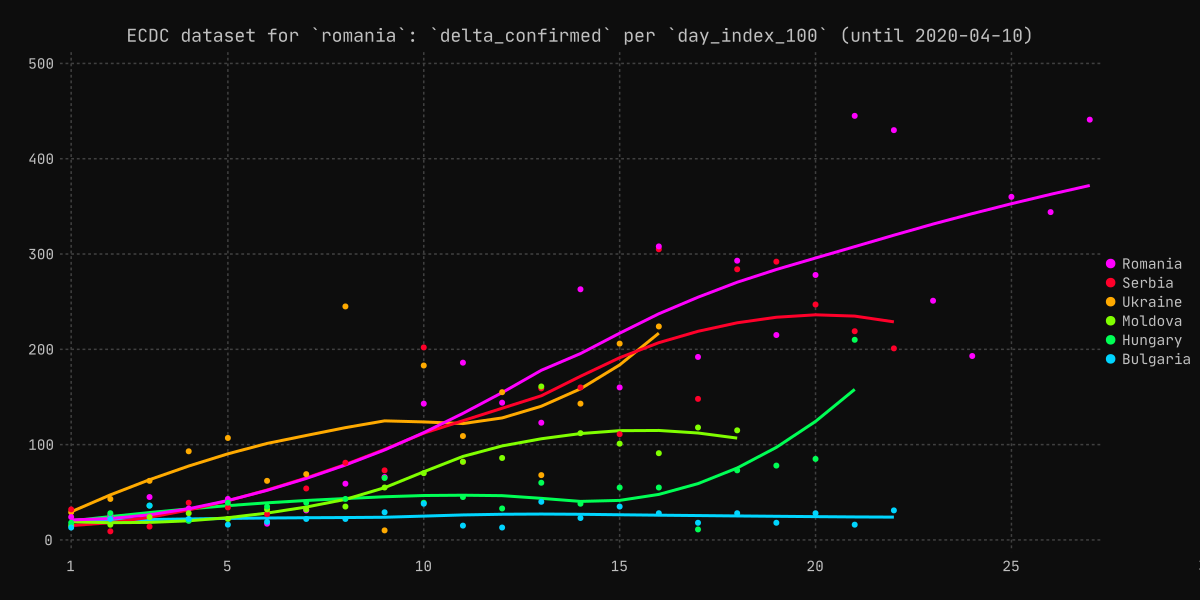 ECDC dataset for `romania`: `delta_confirmed` per `day_index_100` (until 2020-04-10)
500
400
300
200
100
0
1 5 10 15 20 25
Romania
Serbia
Ukraine
Moldova
Hungary
Bulgaria